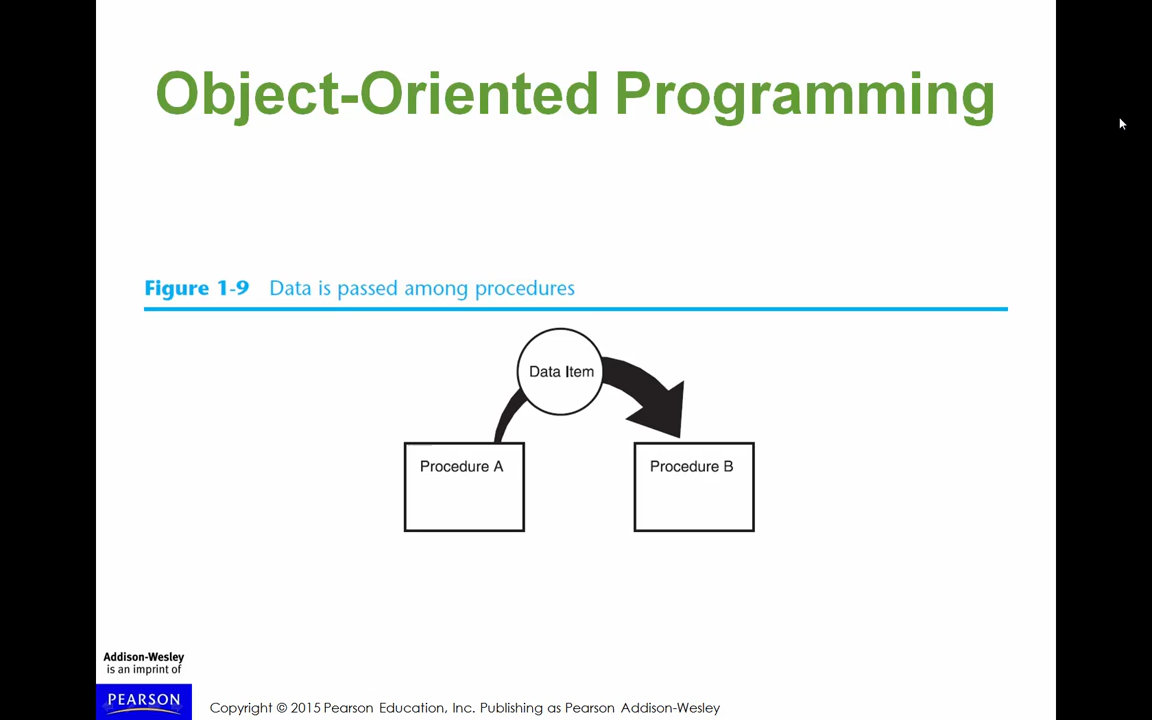 Object-Oriented Programming
Figure 1-9 Data is passed among procedures
Data Item
Procedure A
Procedure B
Addison-Wesley
is an imprint of
PEARSON
Copyright © 2015 Pearson Education, Inc. Publishing as Pearson Addison-Wesley